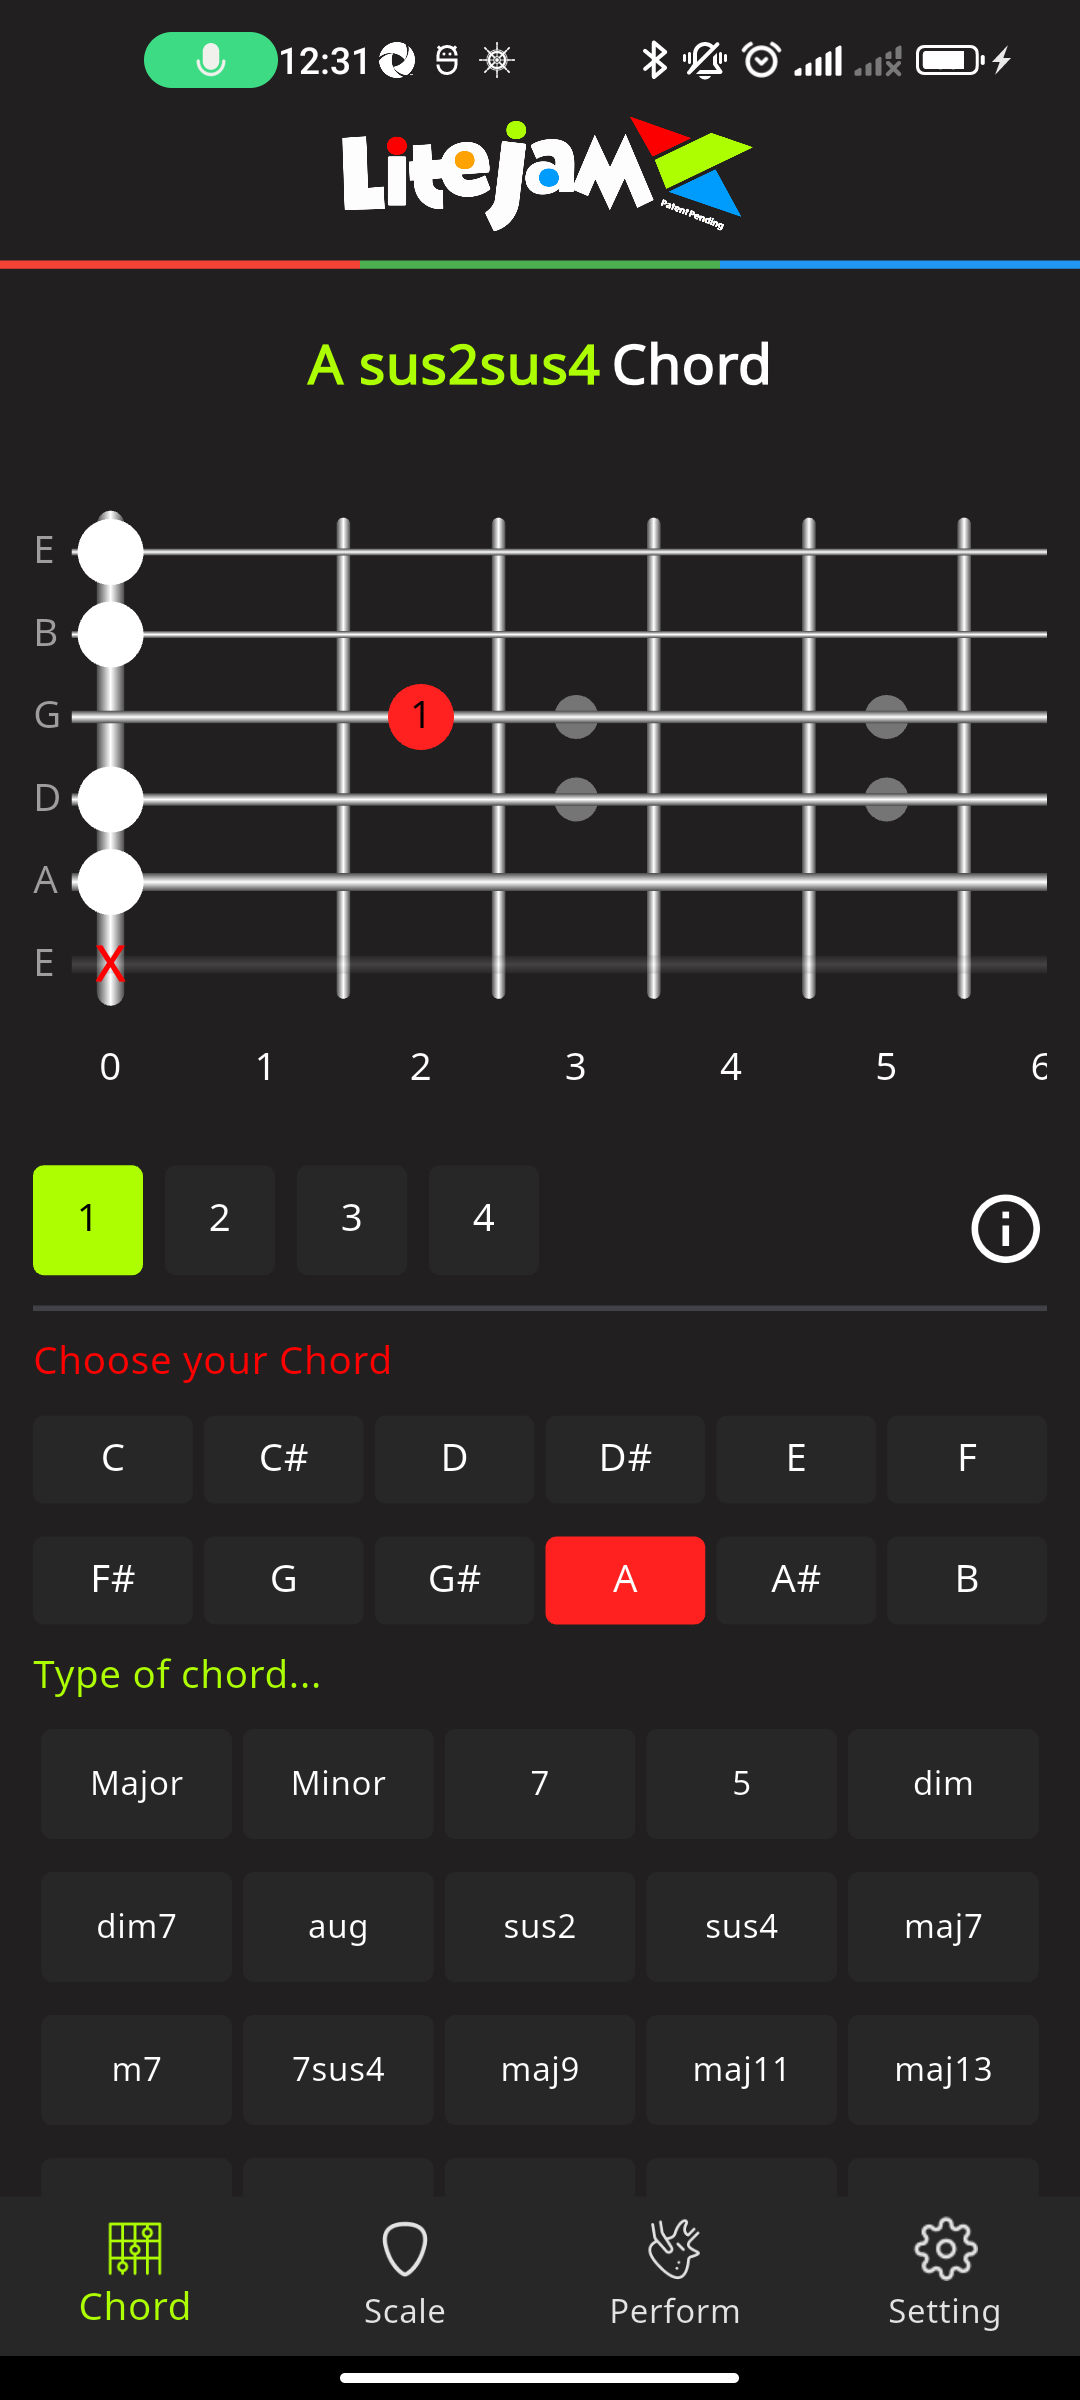 12:31
Litejam
Patent Pending
A sus2sus4 Chord
E
B
G 1
D
A
E X
0 1 2 3 4 5 6
1 2 3 4
Choose your Chord
C C# D D# E F
F# G G# A A# B
Type of chord...
Major Minor 7 5 dim
dim7 aug sus2 sus4 maj7
m7 7sus4 maj9 maj11 maj13
Chord Scale Perform Setting